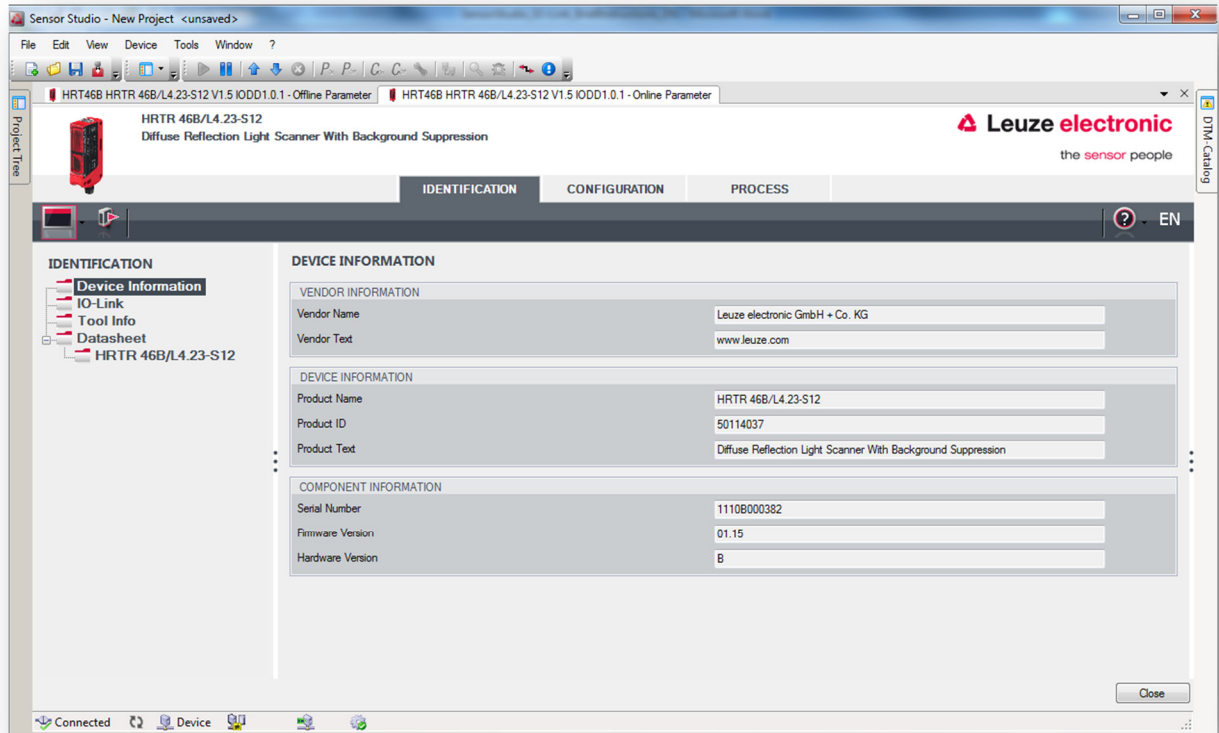 Sensor Studio - New Project <unsaved>
File Edit View Device Tools Window ?
HRT46B HRTR 46B/L4.23-S12 V1.5 IODD1.0.1 - Offline Parameter HRT46B HRTR 46B/L4.23-S12 V1.5 IODD1.0.1 - Online Parameter
Project Tree
DTM-Catalog
HRTR 46B/L4.23-S12
Diffuse Reflection Light Scanner With Background Suppression
Leuze electronic
the sensor people
IDENTIFICATION CONFIGURATION PROCESS
? EN
IDENTIFICATION
Device Information
IO-Link
Tool Info
Datasheet
HRTR 46B/L4.23-S12
DEVICE INFORMATION
VENDOR INFORMATION
Vendor Name Leuze electronic GmbH + Co. KG
Vendor Text www.leuze.com
DEVICE INFORMATION
Product Name HRTR 46B/L4.23-S12
Product ID 50114037
Product Text Diffuse Reflection Light Scanner With Background Suppression
COMPONENT INFORMATION
Serial Number 1110B000382
Firmware Version 01.15
Hardware Version B
Close
Connected Device